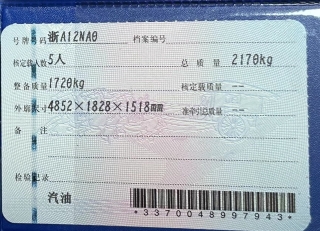 号牌号码 浙A12NA0 档案编号
核定载人数 5人 总质量 2170kg
整备质量 1720kg 核定载质量 --
外廓尺寸 4852×1828×1518mm 准牵引总质量 --
备注
检验记录
汽油
*3370048997943*